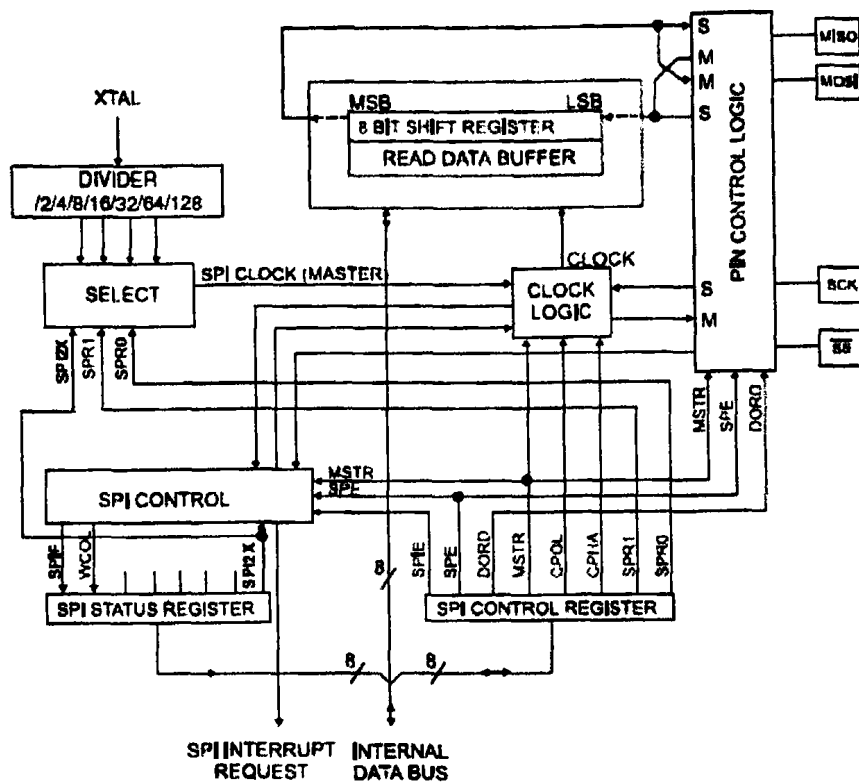 XTAL
DIVIDER
/2/4/8/16/32/64/128
SELECT
SPI2X
SPR1
SPR0
SPI CLOCK (MASTER)
MSB
LSB
8 BIT SHIFT REGISTER
READ DATA BUFFER
CLOCK
CLOCK
LOGIC
S
M
M
S
S
M
PIN CONTROL LOGIC
MISO
MOSI
SCK
SS
MSTR
SPE
DORD
SPI CONTROL
MSTR
SPE
SPIF
WCOL
SPI2X
SPI STATUS REGISTER
SPIE
SPE
DORD
MSTR
CPOL
CPHA
SPR1
SPR0
SPI CONTROL REGISTER
8
8
8
SPI INTERRUPT
REQUEST
INTERNAL
DATA BUS